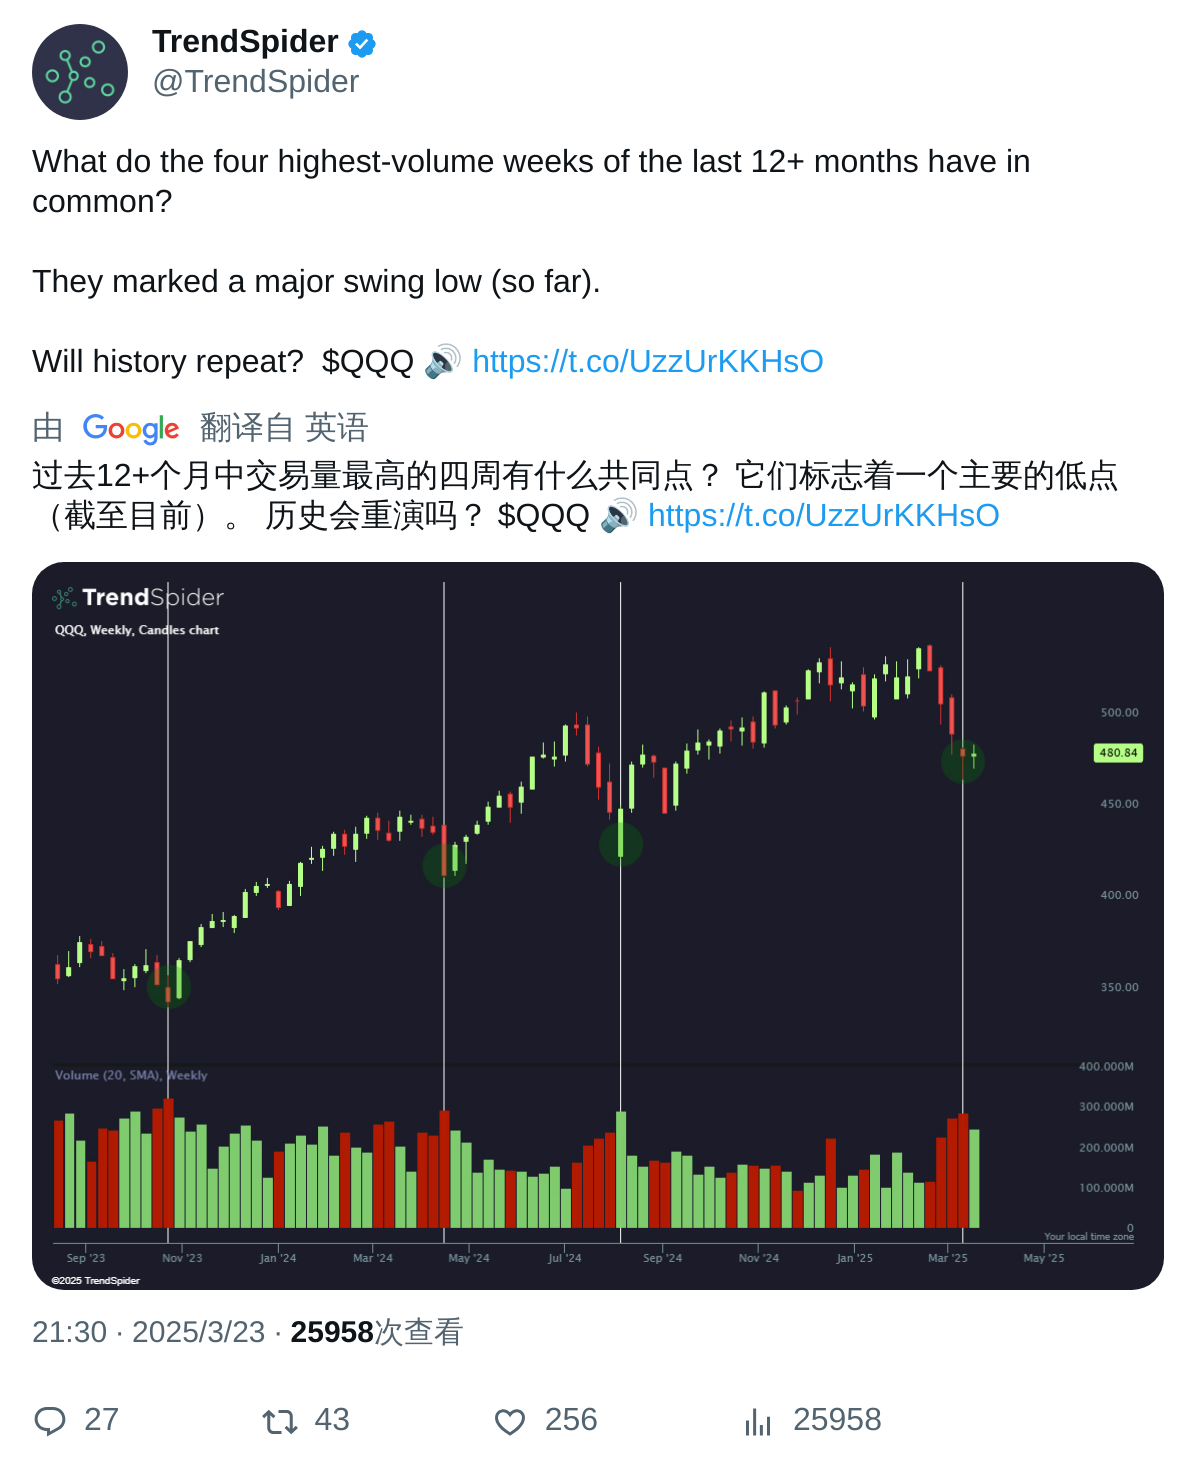 TrendSpider
@TrendSpider
What do the four highest-volume weeks of the last 12+ months have in
common?
They marked a major swing low (so far).
Will history repeat?  $QQQ 🔊 https://t.co/UzzUrKKHsO
由 Google 翻译自 英语
过去12+个月中交易量最高的四周有什么共同点？ 它们标志着一个主要的低点
（截至目前）。 历史会重演吗？ $QQQ 🔊 https://t.co/UzzUrKKHsO
TrendSpider
QQQ, Weekly, Candles chart
500.00
480.84
450.00
400.00
350.00
Volume (20, SMA), Weekly
400.000M
300.000M
200.000M
100.000M
0
Your local time zone
Sep '23 Nov '23 Jan '24 Mar '24 May '24 Jul '24 Sep '24 Nov '24 Jan '25 Mar '25 May '25
©2025 TrendSpider
21:30 · 2025/3/23 · 25958次查看
27 43 256 25958